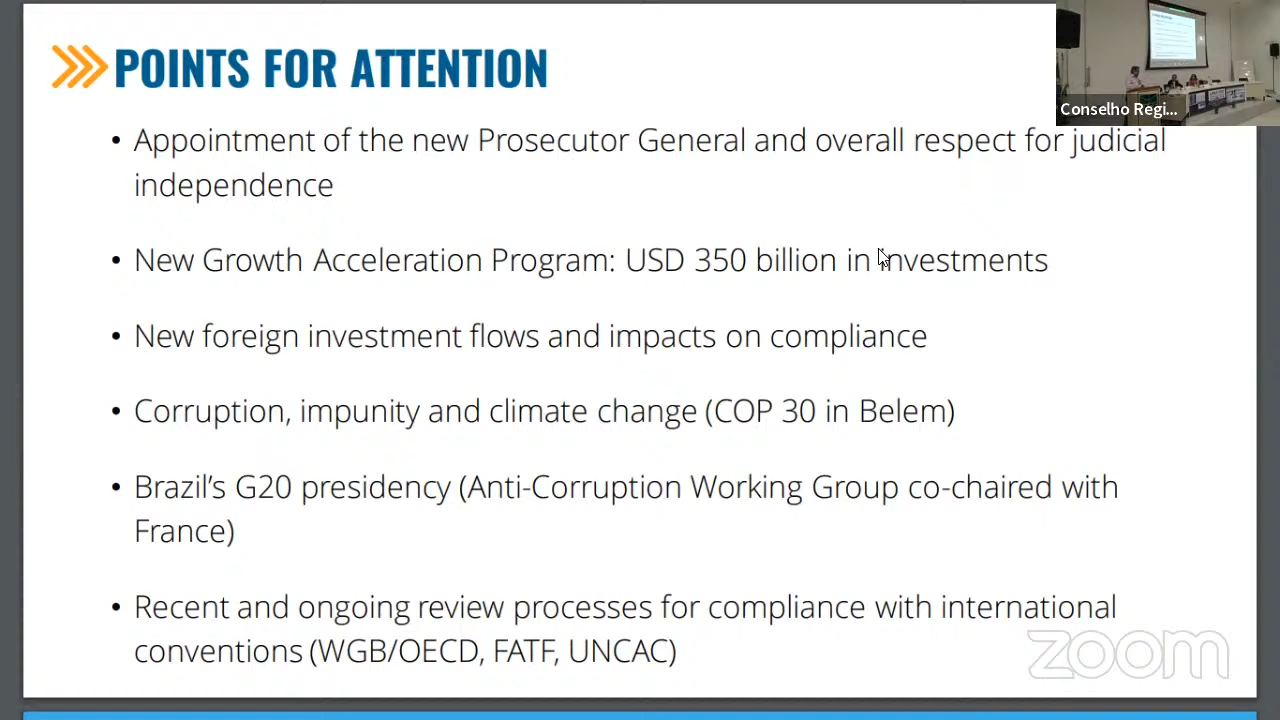 POINTS FOR ATTENTION
Conselho Regi...
• Appointment of the new Prosecutor General and overall respect for judicial
independence
• New Growth Acceleration Program: USD 350 billion in investments
• New foreign investment flows and impacts on compliance
• Corruption, impunity and climate change (COP 30 in Belem)
• Brazil’s G20 presidency (Anti-Corruption Working Group co-chaired with
France)
• Recent and ongoing review processes for compliance with international
conventions (WGB/OECD, FATF, UNCAC)
zoom